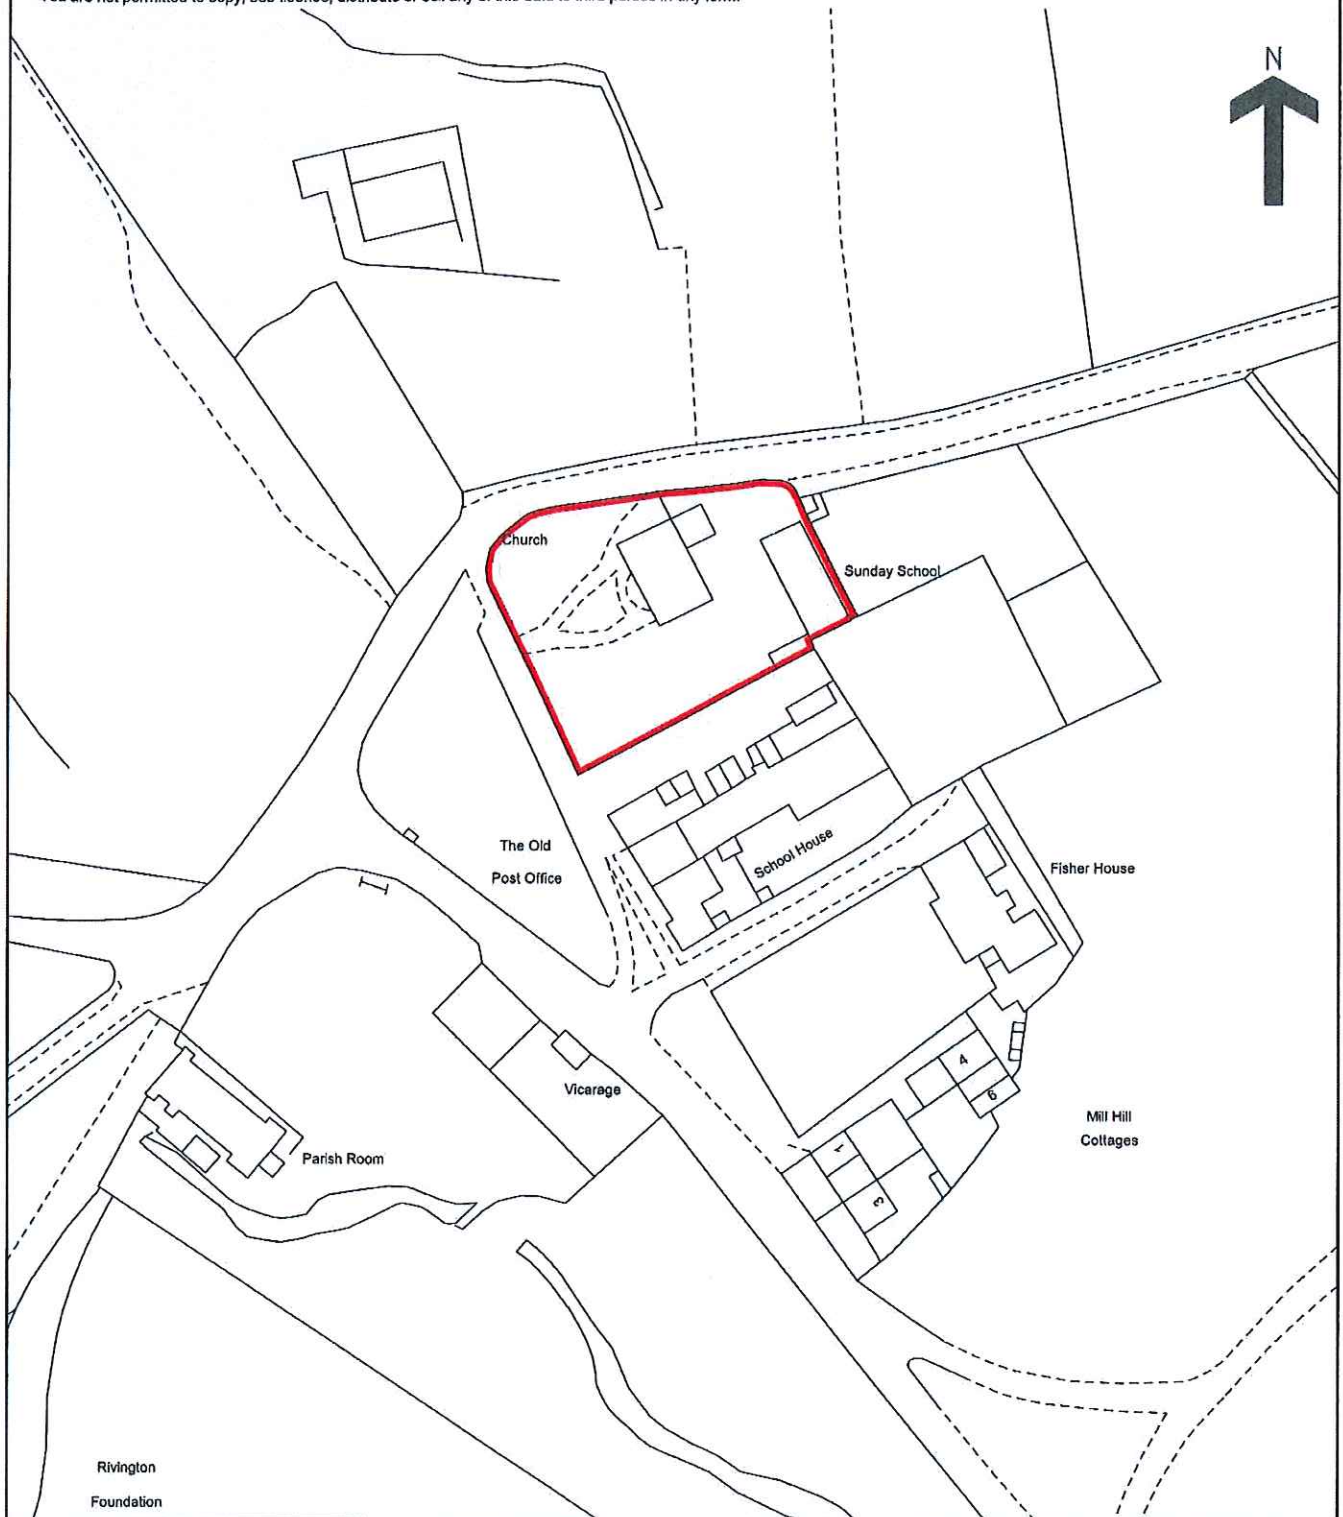 N
Church
Sunday School
The Old
Post Office
School House
Fisher House
4
6
Vicarage
Mill Hill
Cottages
1
3
Parish Room
Rivington
Foundation